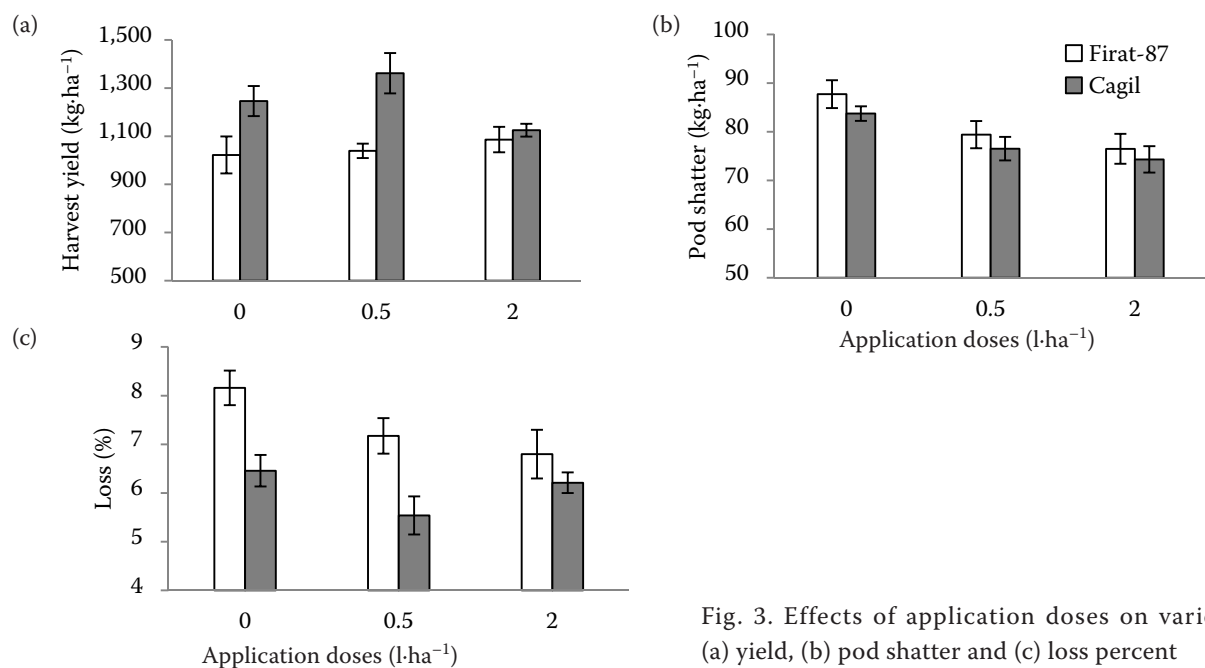 (a)
1,500
1,300
1,100
900
700
500
Harvest yield (kg·ha⁻¹)
0 0.5 2
(b)
100
90
80
70
60
50
Pod shatter (kg·ha⁻¹)
Firat-87
Cagil
0 0.5 2
Application doses (l·ha⁻¹)
(c)
9
8
7
6
5
4
Loss (%)
0 0.5 2
Application doses (l·ha⁻¹)
Fig. 3. Effects of application doses on varie
(a) yield, (b) pod shatter and (c) loss percent